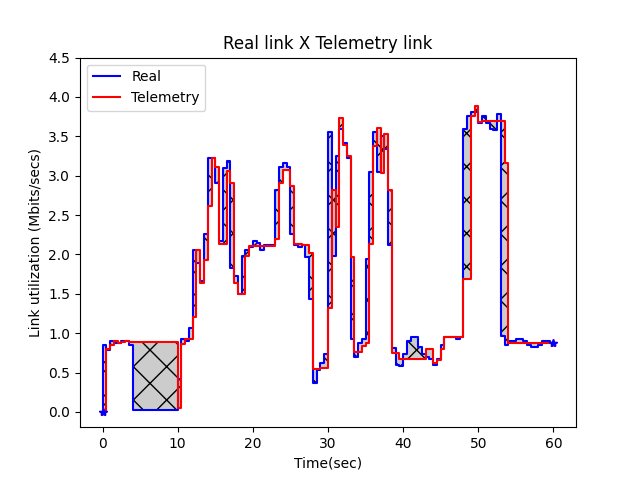 Real link X Telemetry link
Real
Telemetry
Link utilization (Mbits/secs)
4.5
4.0
3.5
3.0
2.5
2.0
1.5
1.0
0.5
0.0
0 10 20 30 40 50 60
Time(sec)